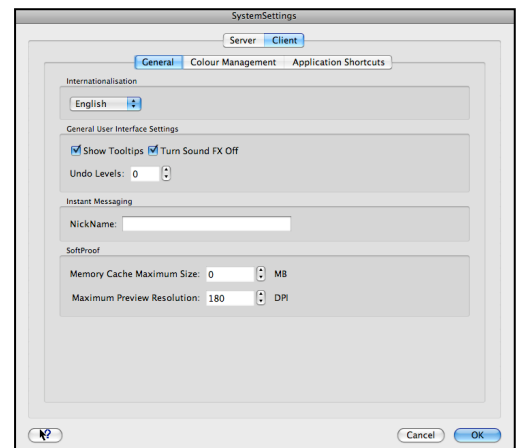 SystemSettings
Server Client
General Colour Management Application Shortcuts
Internationalisation
English
General User Interface Settings
Show Tooltips Turn Sound FX Off
Undo Levels: 0
Instant Messaging
NickName:
SoftProof
Memory Cache Maximum Size: 0 MB
Maximum Preview Resolution: 180 DPI
? Cancel OK